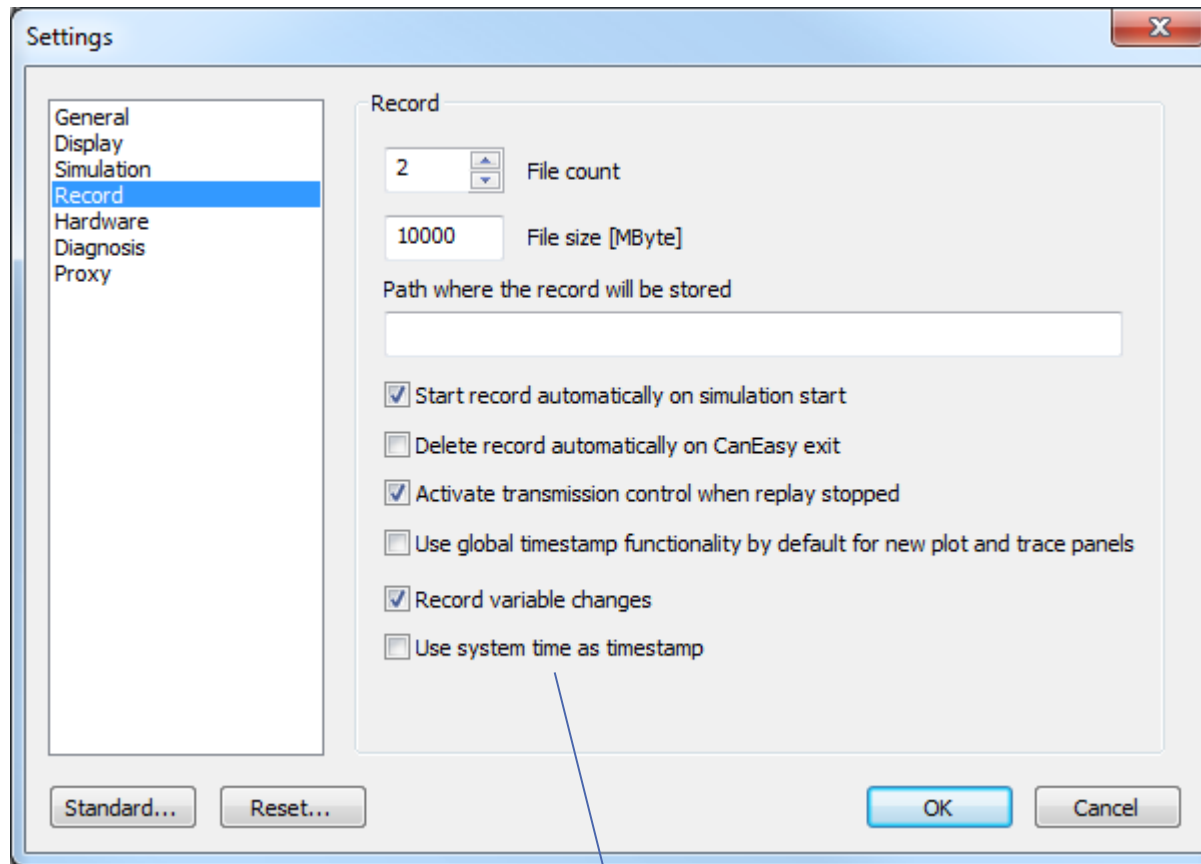 Settings
X
General
Display
Simulation
Record
Hardware
Diagnosis
Proxy
Record
2 File count
10000 File size [MByte]
Path where the record will be stored
Start record automatically on simulation start
Delete record automatically on CanEasy exit
Activate transmission control when replay stopped
Use global timestamp functionality by default for new plot and trace panels
Record variable changes
Use system time as timestamp
Standard... Reset... OK Cancel